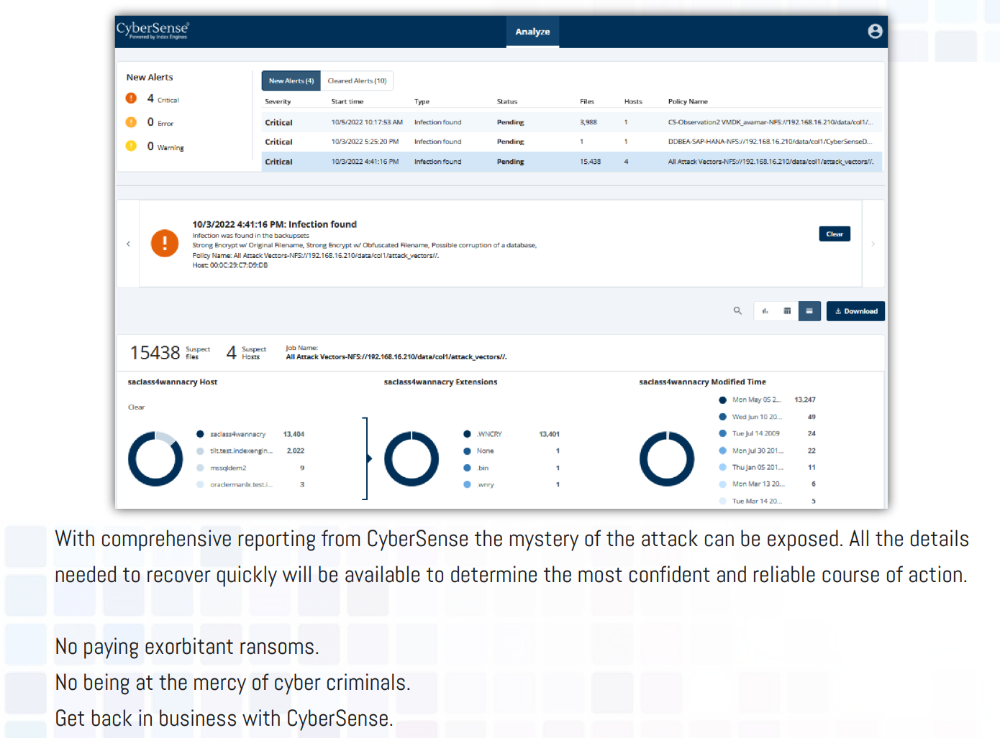 CyberSense®
Powered by Index Engines
Analyze
New Alerts
4 Critical
0 Error
0 Warning
New Alerts (4) Cleared Alerts (10)
Severity Start time Type Status Files Hosts Policy Name
Critical 10/5/2022 10:17:53 AM Infection found Pending 3,988 1 CS-Observation2 VMDK_avamar-NFS://192.168.16.210/data/col1/...
Critical 10/3/2022 5:25:20 PM Infection found Pending 1 1 DDBEA-SAP-HANA-NFS://192.168.16.210/data/col1/CyberSenseD...
Critical 10/3/2022 4:41:16 PM Infection found Pending 15,438 4 All Attack Vectors-NFS://192.168.16.210/data/col1/attack_vectors//.
10/3/2022 4:41:16 PM: Infection found
Infection was found in the backupsets
Strong Encrypt w/ Original Filename, Strong Encrypt w/ Obfuscated Filename, Possible corruption of a database,
Policy Name: All Attack Vectors-NFS://192.168.16.210/data/col1/attack_vectors//.
Host: 00:0C:29:C7:D9:DB
Clear
Download
15438 Suspect files 4 Suspect Hosts
Job Name:
All Attack Vectors-NFS://192.168.16.210/data/col1/attack_vectors//.
saclass4wannacry Host
Clear
saclass4wannacry 13,404
tilt.test.indexengin... 2,022
mssqldem2 9
oraclermanlx.test.i... 3
saclass4wannacry Extensions
.WNCRY 13,401
None 1
.bin 1
.wnry 1
saclass4wannacry Modified Time
Mon May 05 2... 13,247
Wed Jun 10 20... 49
Tue Jul 14 2009 24
Mon Jul 30 201... 22
Thu Jan 05 201... 11
Mon Mar 13 20... 6
Tue Mar 14 20... 5
With comprehensive reporting from CyberSense the mystery of the attack can be exposed. All the details
needed to recover quickly will be available to determine the most confident and reliable course of action.
No paying exorbitant ransoms.
No being at the mercy of cyber criminals.
Get back in business with CyberSense.